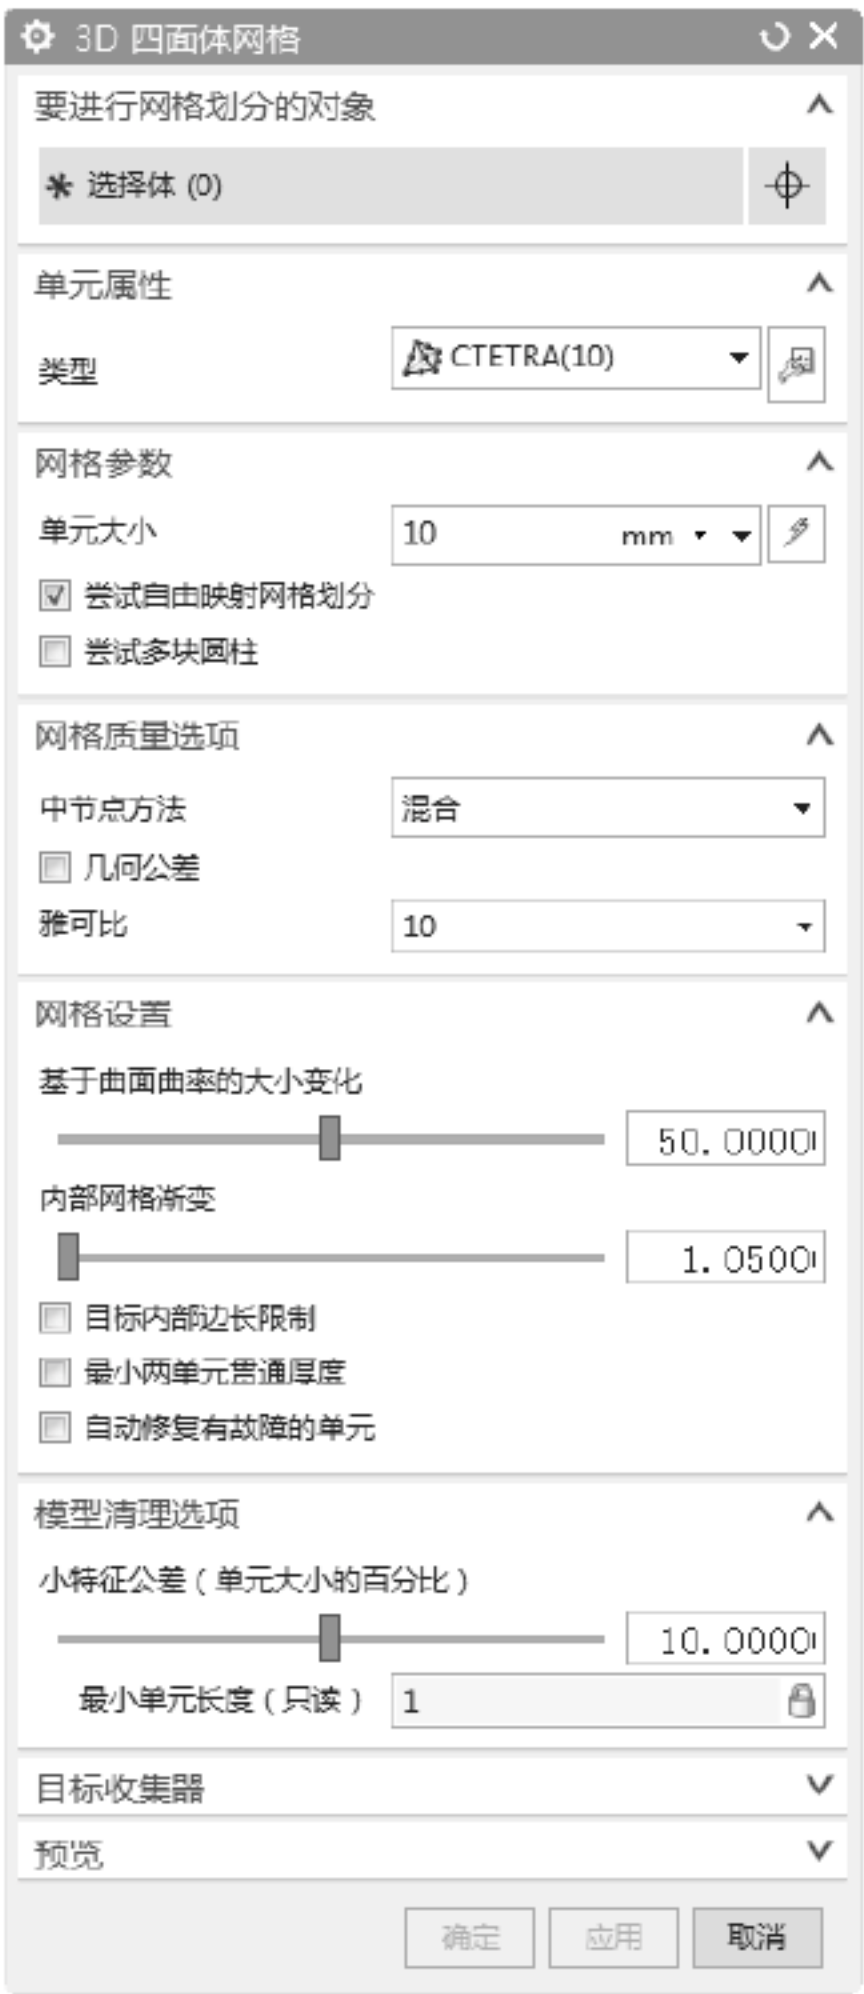 3D 四面体网格
要进行网格划分的对象
选择体 (0)
单元属性
类型 CTETRA(10)
网格参数
单元大小 10 mm
尝试自由映射网格划分
尝试多块圆柱
网格质量选项
中节点方法 混合
几何公差
雅可比 10
网格设置
基于曲面曲率的大小变化
50.0000
内部网格渐变
1.0500
目标内部边长限制
最小两单元贯通厚度
自动修复有故障的单元
模型清理选项
小特征公差 ( 单元大小的百分比 )
10.0000
最小单元长度 ( 只读 ) 1
目标收集器
预览
确定 应用 取消